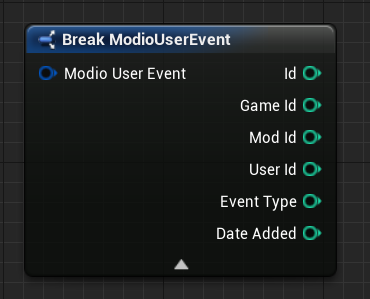 Break ModioUserEvent
Modio User Event
Id
Game Id
Mod Id
User Id
Event Type
Date Added